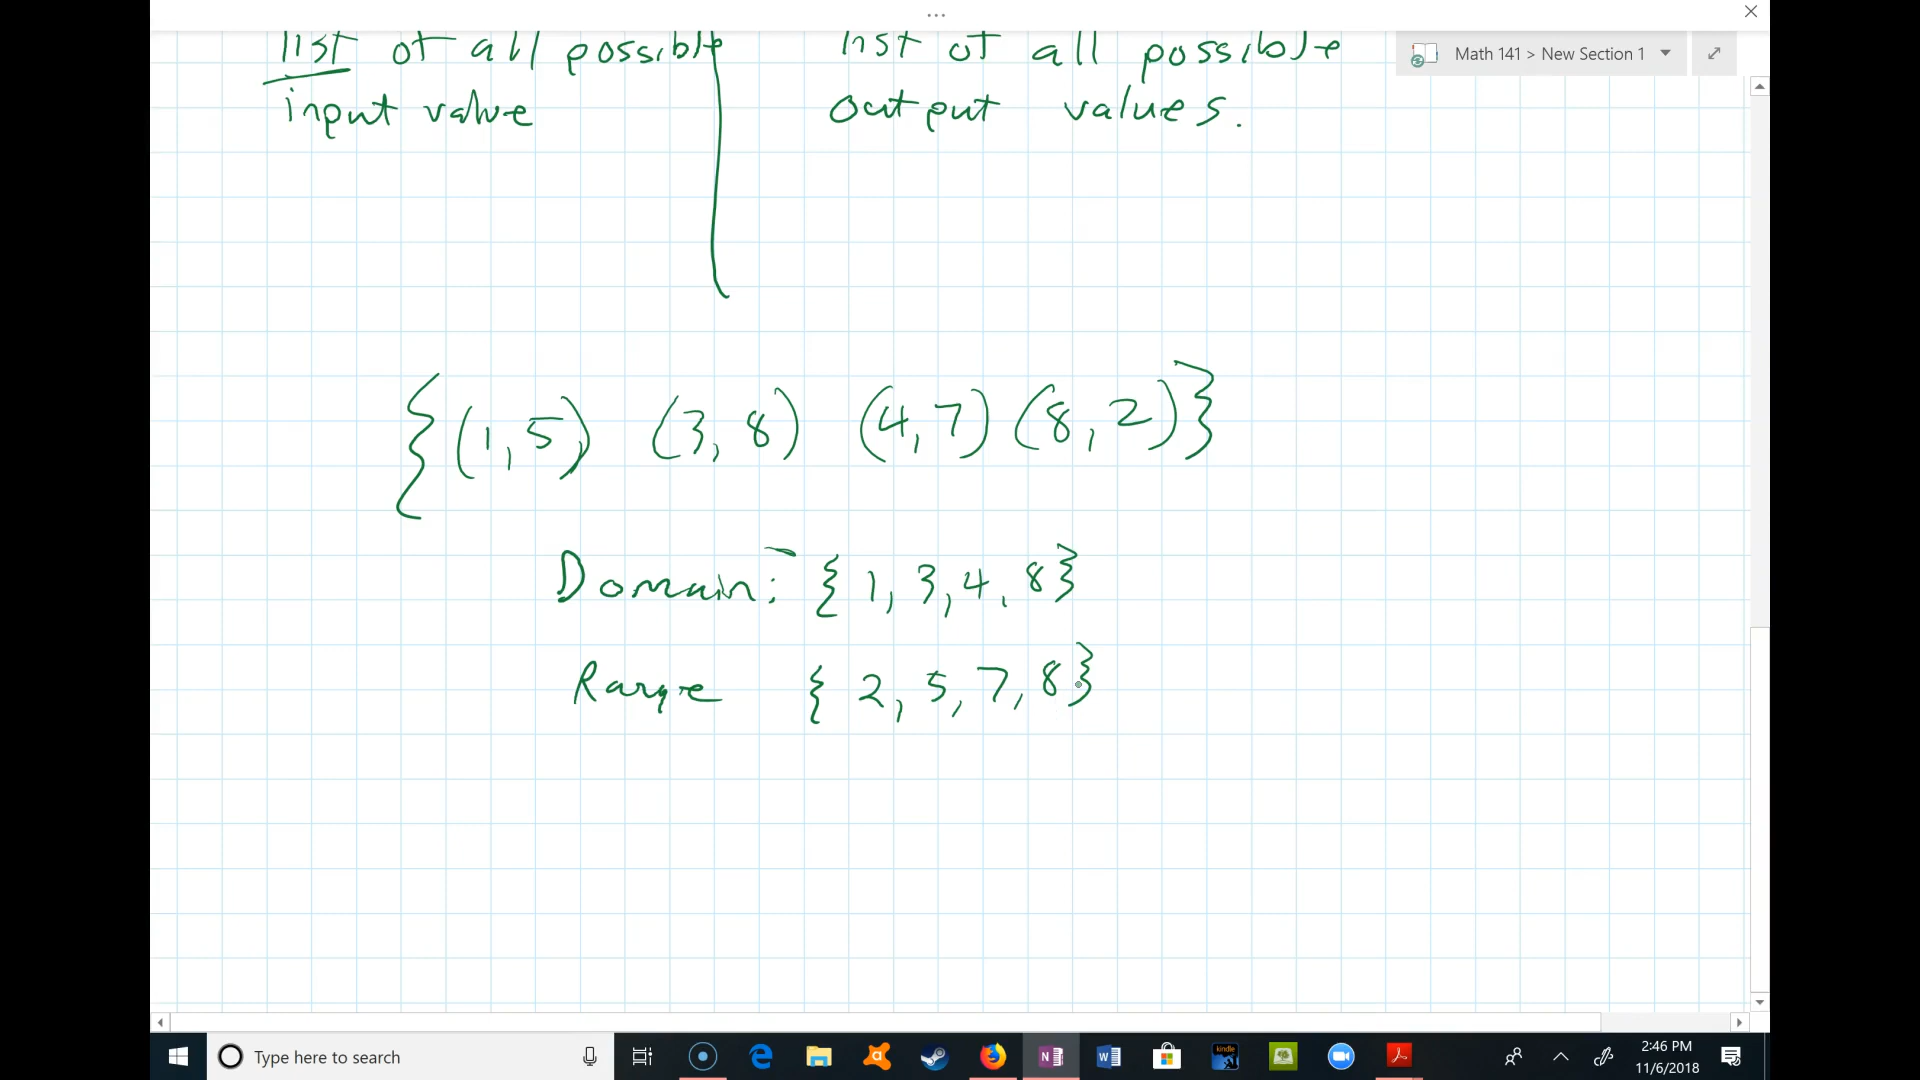 ...
Math 141 > New Section 1
list of all possible
input value
list of all possible
output values.
{(1,5), (3,8) (4,7) (8,2)}
Domain: {1, 3, 4, 8}
Range {2, 5, 7, 8}
Type here to search
kindle
2:46 PM
11/6/2018